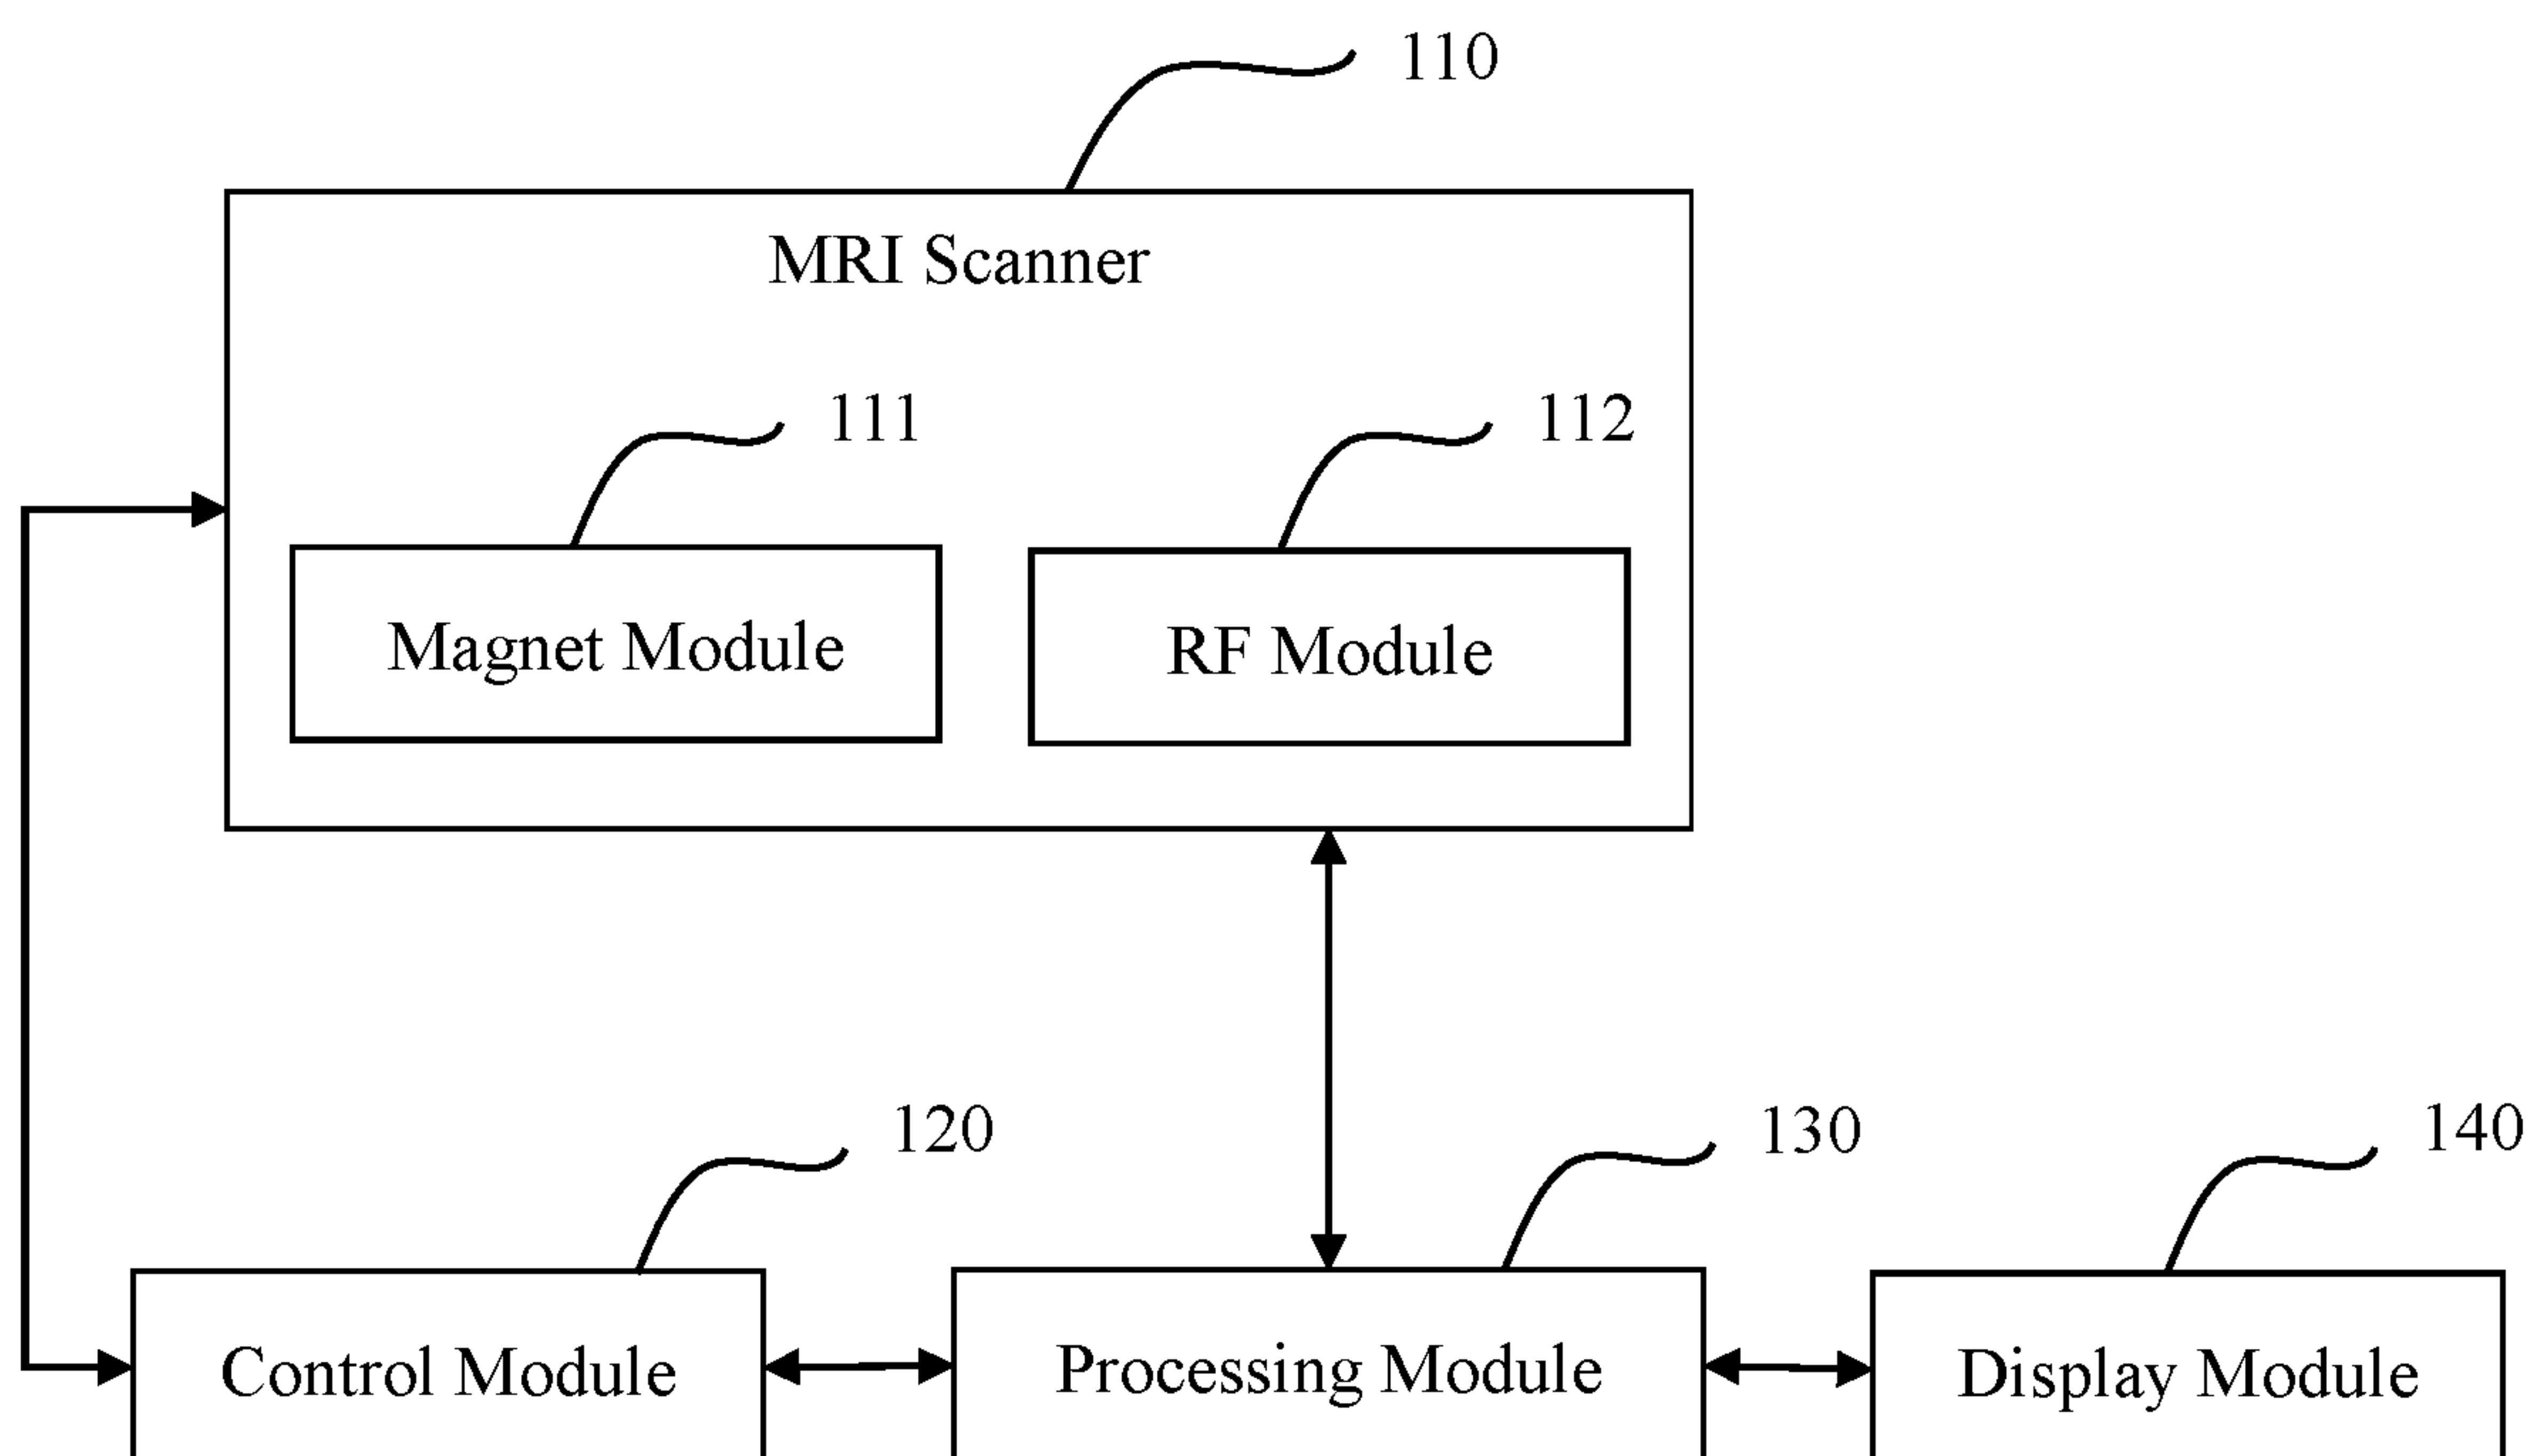 110
MRI Scanner
111
112
Magnet Module
RF Module
120
130
140
Control Module
Processing Module
Display Module